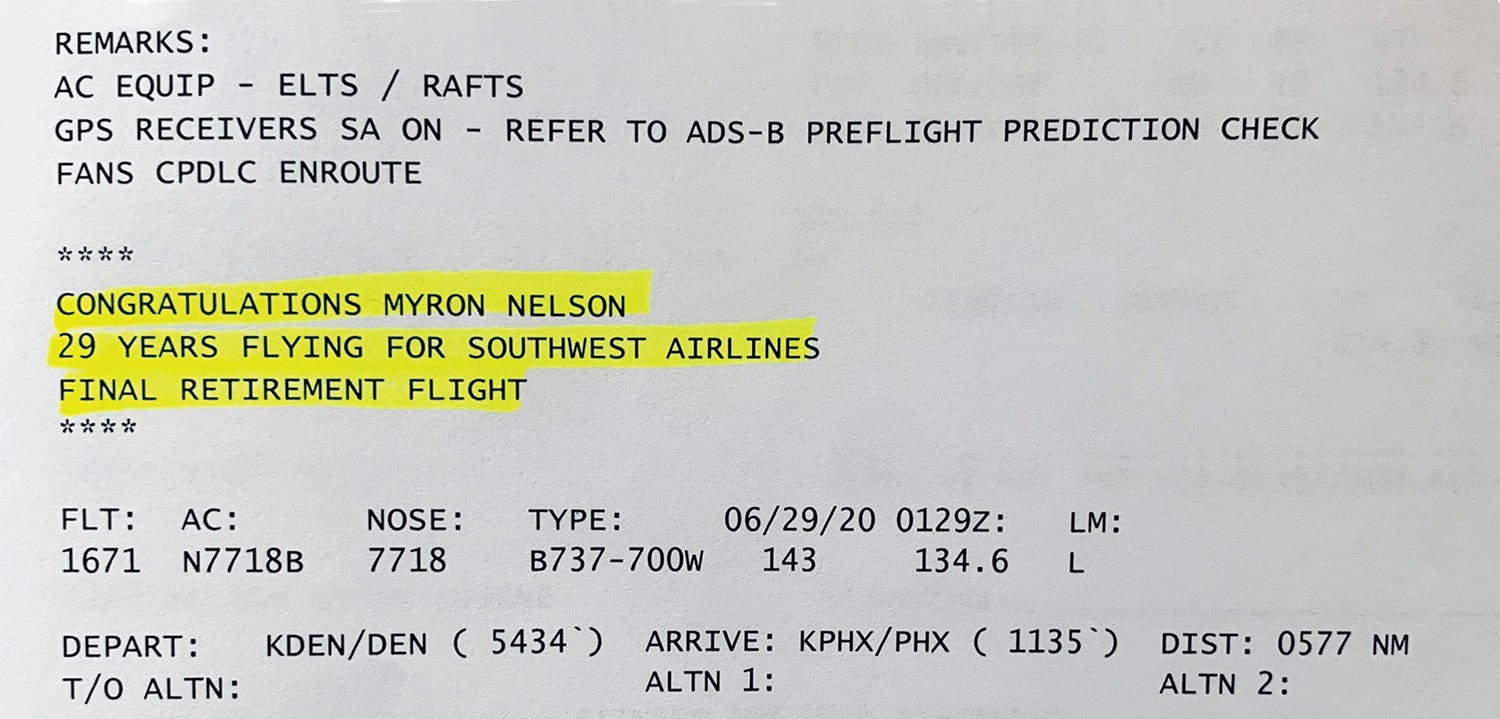 REMARKS:
AC EQUIP - ELTS / RAFTS
GPS RECEIVERS SA ON - REFER TO ADS-B PREFLIGHT PREDICTION CHECK
FANS CPDLC ENROUTE
****
CONGRATULATIONS MYRON NELSON
29 YEARS FLYING FOR SOUTHWEST AIRLINES
FINAL RETIREMENT FLIGHT
****
FLT: AC: NOSE: TYPE: 06/29/20 0129Z: LM:
1671 N7718B 7718 B737-700W 143 134.6 L
DEPART: KDEN/DEN ( 5434`) ARRIVE: KPHX/PHX ( 1135`) DIST: 0577 NM
T/O ALTN: ALTN 1: ALTN 2: